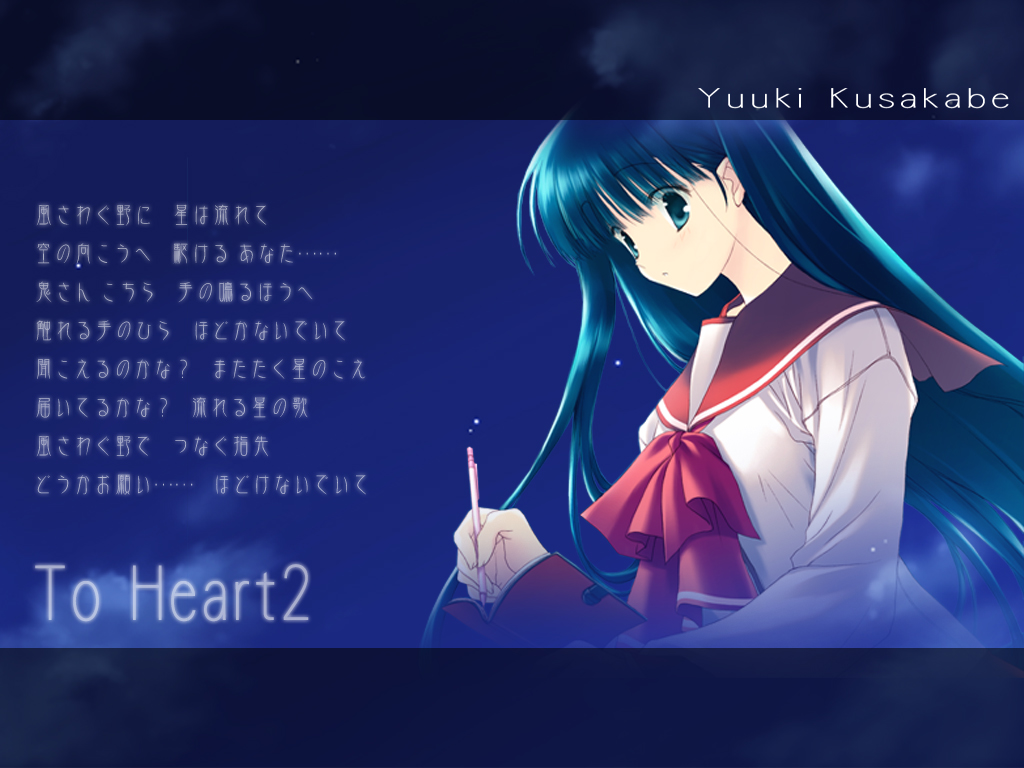 Yuuki Kusakabe
風さわぐ野に　星は流れて
空の向こうへ　駆ける あなた……
鬼さん こちら　手の鳴るほうへ
触れる手のひら　ほどかないでいて
聞こえるのかな？　またたく星のこえ
届いてるかな？　流れる星の歌
風さわぐ野で　つなぐ指先
どうかお願い……　ほどけないでいて
To Heart2